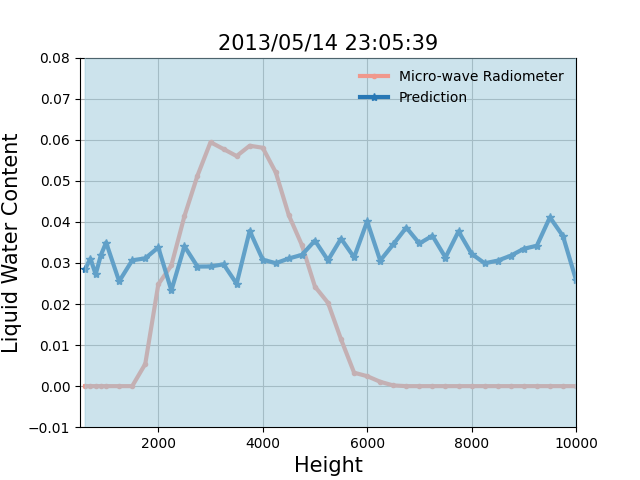 2013/05/14 23:05:39
Micro-wave Radiometer
Prediction
Liquid Water Content
0.08
0.07
0.06
0.05
0.04
0.03
0.02
0.01
0.00
−0.01
2000 4000 6000 8000 10000
Height